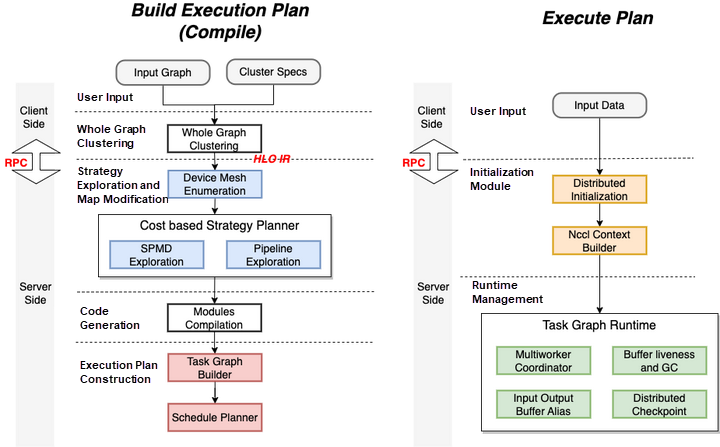 Build Execution Plan
(Compile)
Input Graph
Cluster Specs
User Input
Client
Side
Whole Graph
Clustering
Whole Graph
Clustering
HLO IR
RPC
Strategy
Exploration and
Map Modification
Device Mesh
Enumeration
Cost based Strategy Planner
SPMD
Exploration
Pipeline
Exploration
Server
Side
Code
Generation
Modules
Compilation
Execution Plan
Construction
Task Graph
Builder
Schedule Planner
Execute Plan
Client
Side
User Input
Input Data
RPC
Initialization
Module
Distributed
Initialization
Nccl Context
Builder
Server
Side
Runtime
Management
Task Graph Runtime
Multiworker
Coordinator
Buffer liveness
and GC
Input Output
Buffer Alias
Distributed
Checkpoint